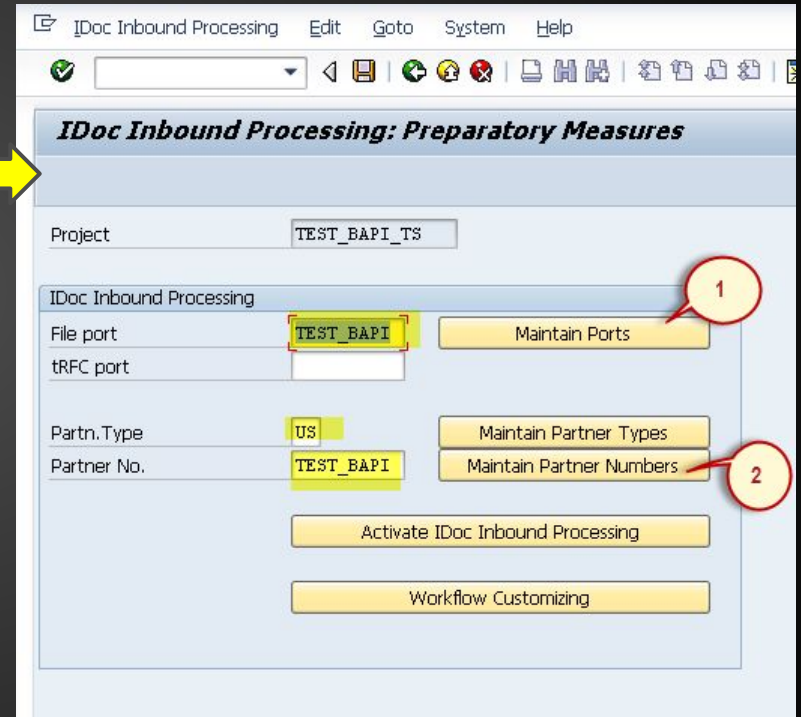 IDoc Inbound Processing Edit Goto System Help
IDoc Inbound Processing: Preparatory Measures
Project TEST_BAPI_TS
IDoc Inbound Processing
1
File port TEST_BAPI Maintain Ports
tRFC port
Partn.Type US Maintain Partner Types
Partner No. TEST_BAPI Maintain Partner Numbers
2
Activate IDoc Inbound Processing
Workflow Customizing